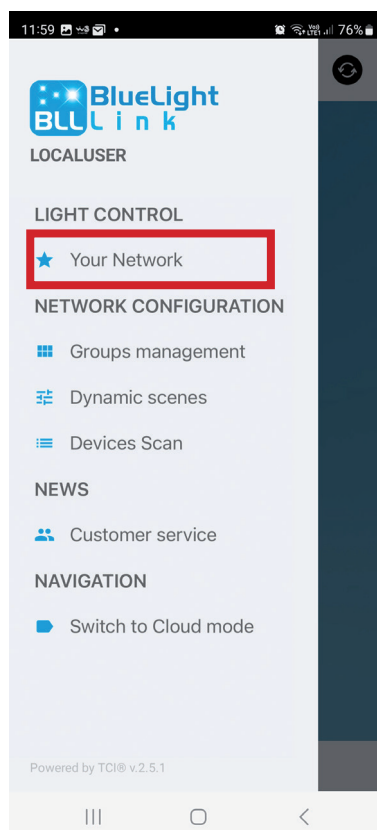 11:59 76%
BlueLight
BLL Link
LOCALUSER
LIGHT CONTROL
Your Network
NETWORK CONFIGURATION
Groups management
Dynamic scenes
Devices Scan
NEWS
Customer service
NAVIGATION
Switch to Cloud mode
Powered by TCI® v.2.5.1